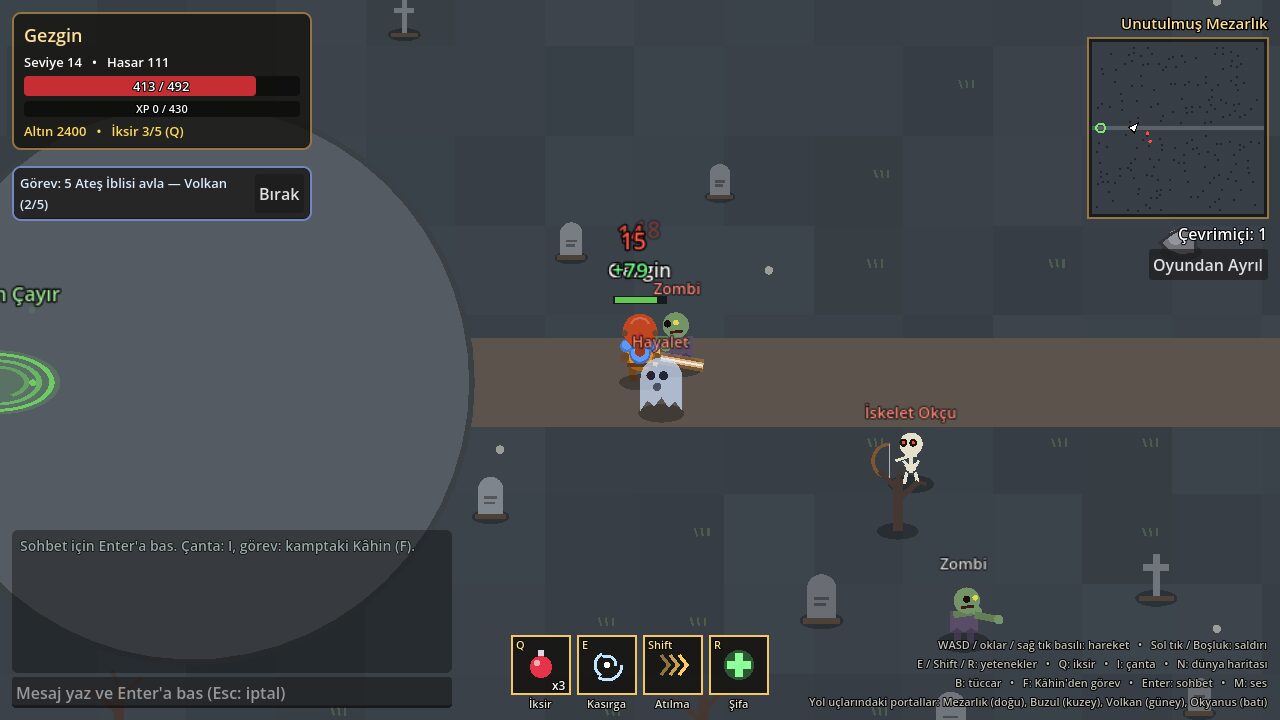 Gezgin
Seviye 14 • Hasar 111
413 / 492
XP 0 / 430
Altın 2400 • İksir 3/5 (Q)
Görev: 5 Ateş İblisi avla — Volkan
(2/5)
Bırak
Unutulmuş Mezarlık
Çevrimiçi: 1
Oyundan Ayrıl
15
+79
Zombi
Hayalet
n Çayır
İskelet Okçu
Zombi
Sohbet için Enter'a bas. Çanta: I, görev: kamptaki Kâhin (F).
Mesaj yaz ve Enter'a bas (Esc: iptal)
Q
x3
İksir
E
Kasırga
Shift
Atılma
R
Şifa
WASD / oklar / sağ tık basılı: hareket • Sol tık / Boşluk: saldırı
E / Shift / R: yetenekler • Q: iksir • I: çanta • N: dünya haritası
B: tüccar • F: Kâhin'den görev • Enter: sohbet • M: ses
Yol uçlarındaki portallar: Mezarlık (doğu), Buzul (kuzey), Volkan (güney), Okyanus (batı)